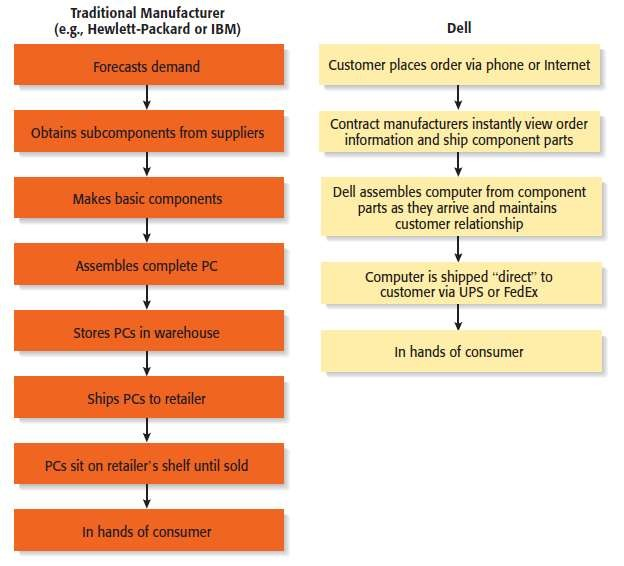 Traditional Manufacturer
(e.g., Hewlett-Packard or IBM)
Forecasts demand
Obtains subcomponents from suppliers
Makes basic components
Assembles complete PC
Stores PCs in warehouse
Ships PCs to retailer
PCs sit on retailer's shelf until sold
In hands of consumer
Dell
Customer places order via phone or Internet
Contract manufacturers instantly view order
information and ship component parts
Dell assembles computer from component
parts as they arrive and maintains
customer relationship
Computer is shipped “direct” to
customer via UPS or FedEx
In hands of consumer